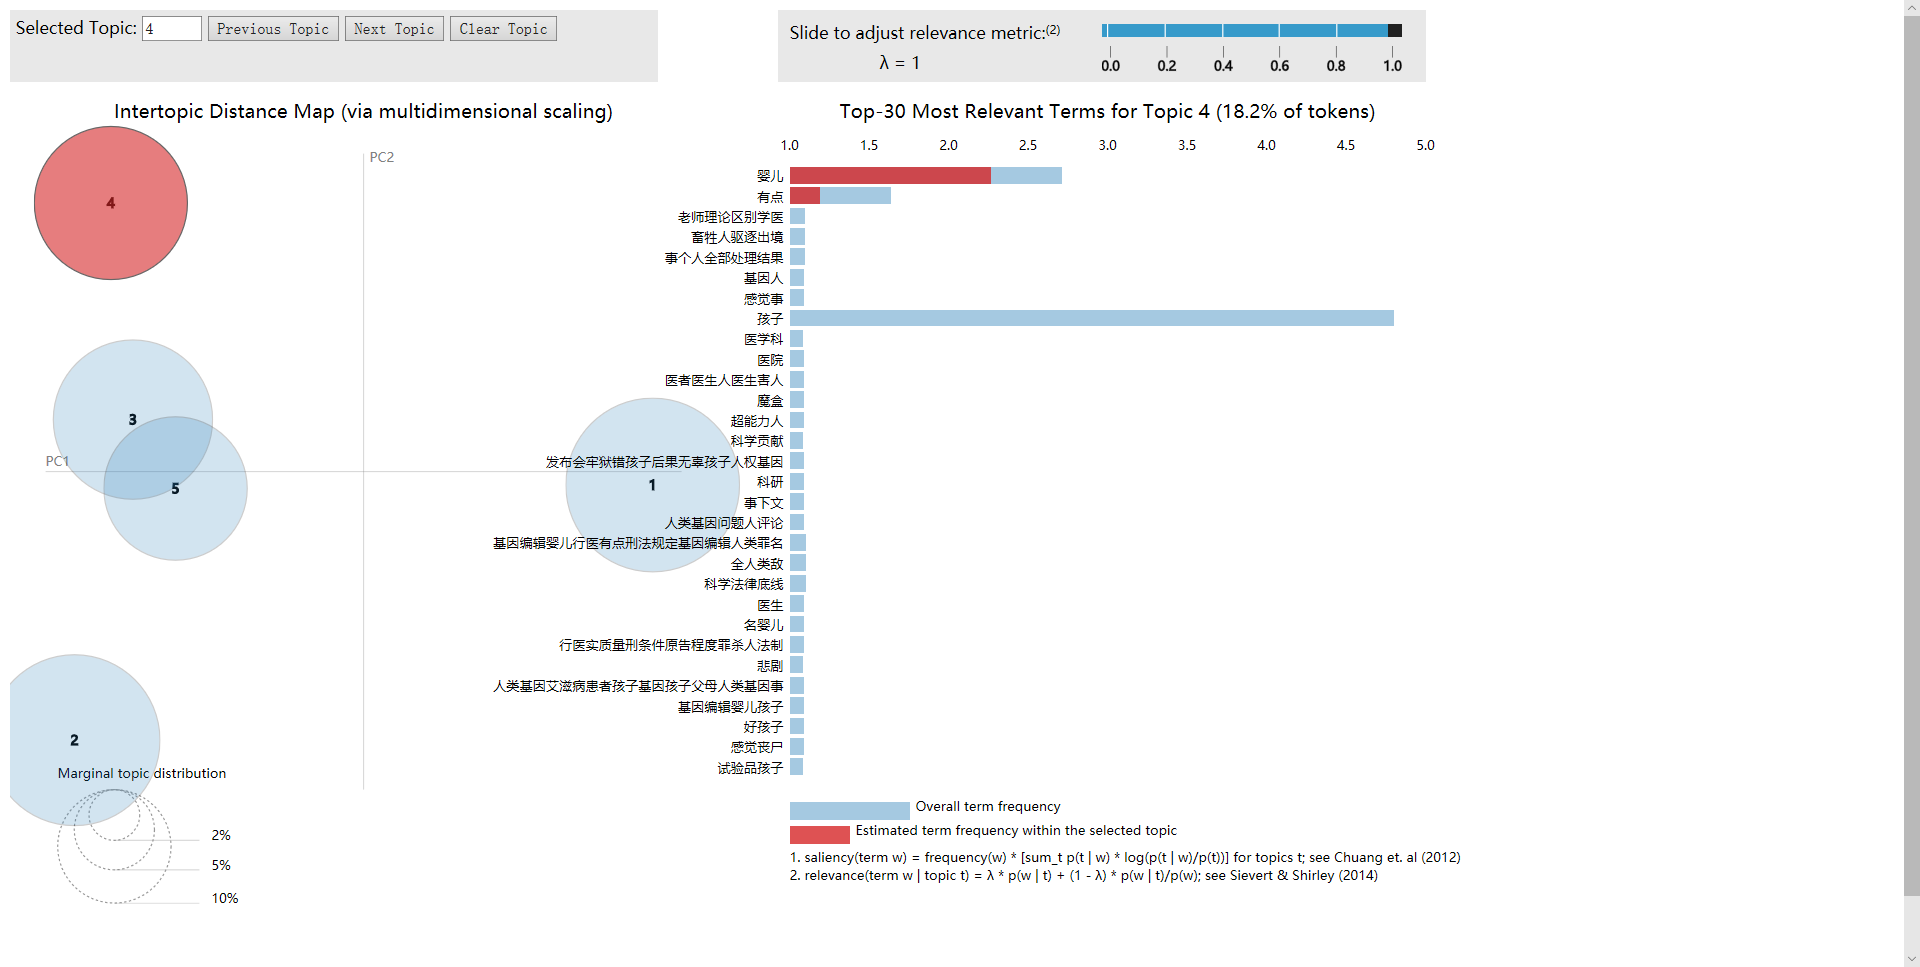 Selected Topic: 4 Previous Topic Next Topic Clear Topic
Slide to adjust relevance metric:(2)
λ = 1
0.0 0.2 0.4 0.6 0.8 1.0
Intertopic Distance Map (via multidimensional scaling)
PC2
PC1
4
3
5
1
2
Marginal topic distribution
2%
5%
10%
Top-30 Most Relevant Terms for Topic 4 (18.2% of tokens)
1.0 1.5 2.0 2.5 3.0 3.5 4.0 4.5 5.0
婴儿
有点
老师理论区别学医
畜牲人驱逐出境
事个人全部处理结果
基因人
感觉事
孩子
医学科
医院
医者医生人医生害人
魔盒
超能力人
科学贡献
发布会牢狱错孩子后果无辜孩子人权基因
科研
事下文
人类基因问题人评论
基因编辑婴儿行医有点刑法规定基因编辑人类罪名
全人类敌
科学法律底线
医生
名婴儿
行医实质量刑条件原告程度罪杀人法制
悲剧
人类基因艾滋病患者孩子基因孩子父母人类基因事
基因编辑婴儿孩子
好孩子
感觉丧尸
试验品孩子
Overall term frequency
Estimated term frequency within the selected topic
1. saliency(term w) = frequency(w) * [sum_t p(t | w) * log(p(t | w)/p(t))] for topics t; see Chuang et. al (2012)
2. relevance(term w | topic t) = λ * p(w | t) + (1 - λ) * p(w | t)/p(w); see Sievert & Shirley (2014)